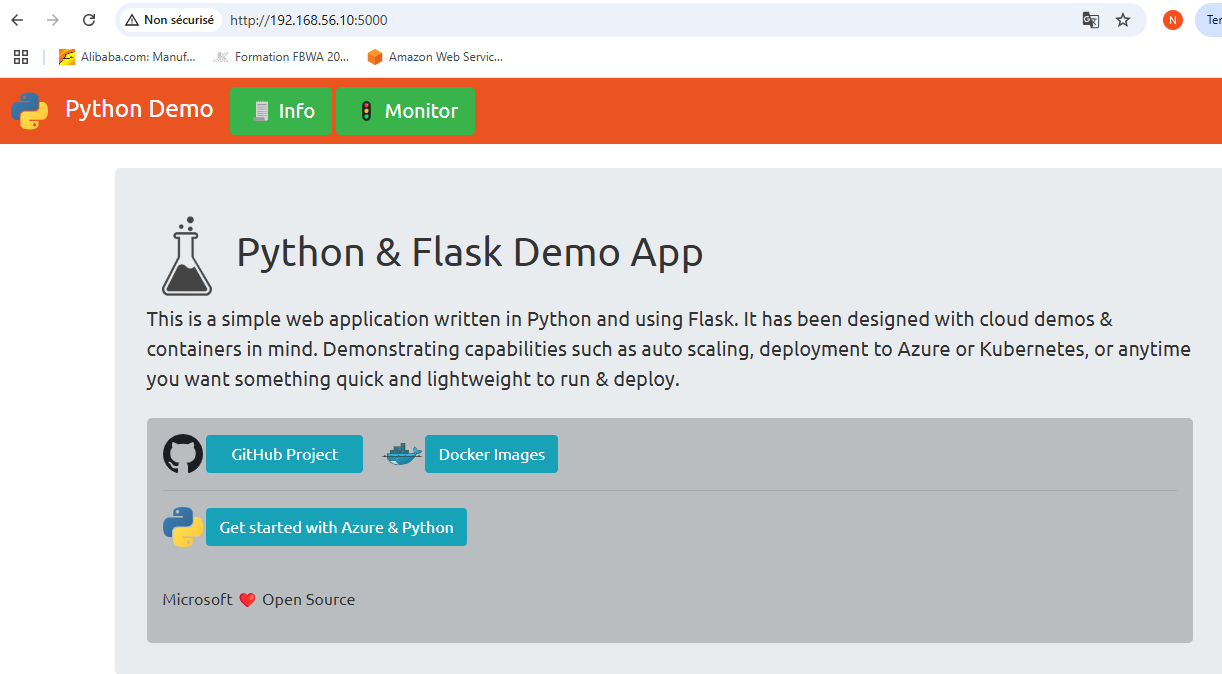 Non sécurisé http://192.168.56.10:5000 N Ter
Alibaba.com: Manuf... Formation FBWA 20... Amazon Web Servic...
Python Demo Info Monitor
Python & Flask Demo App
This is a simple web application written in Python and using Flask. It has been designed with cloud demos &
containers in mind. Demonstrating capabilities such as auto scaling, deployment to Azure or Kubernetes, or anytime
you want something quick and lightweight to run & deploy.
GitHub Project Docker Images
Get started with Azure & Python
Microsoft ❤️ Open Source